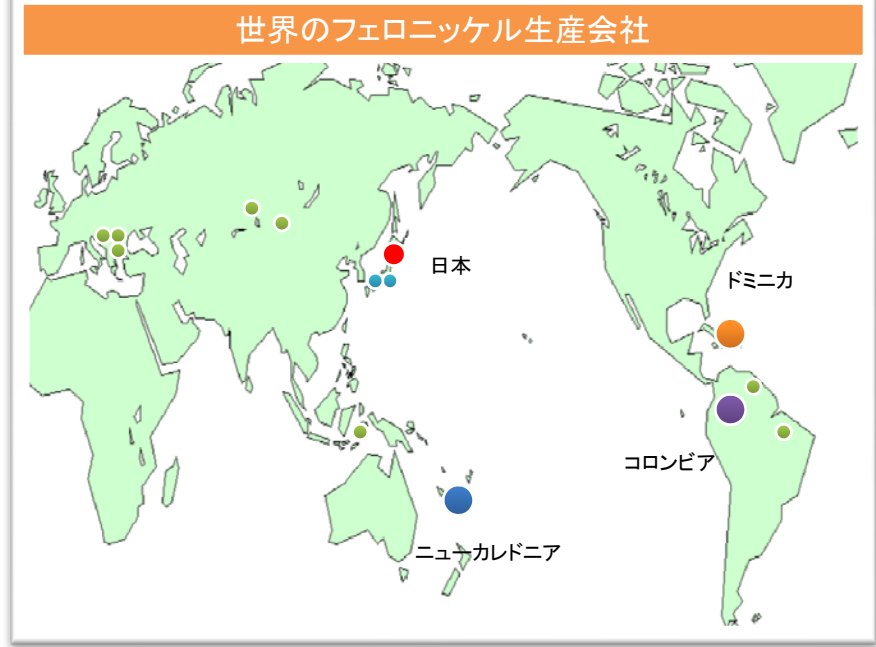 世界のフェロニッケル生産会社
日本
ドミニカ
コロンビア
ニューカレドニア